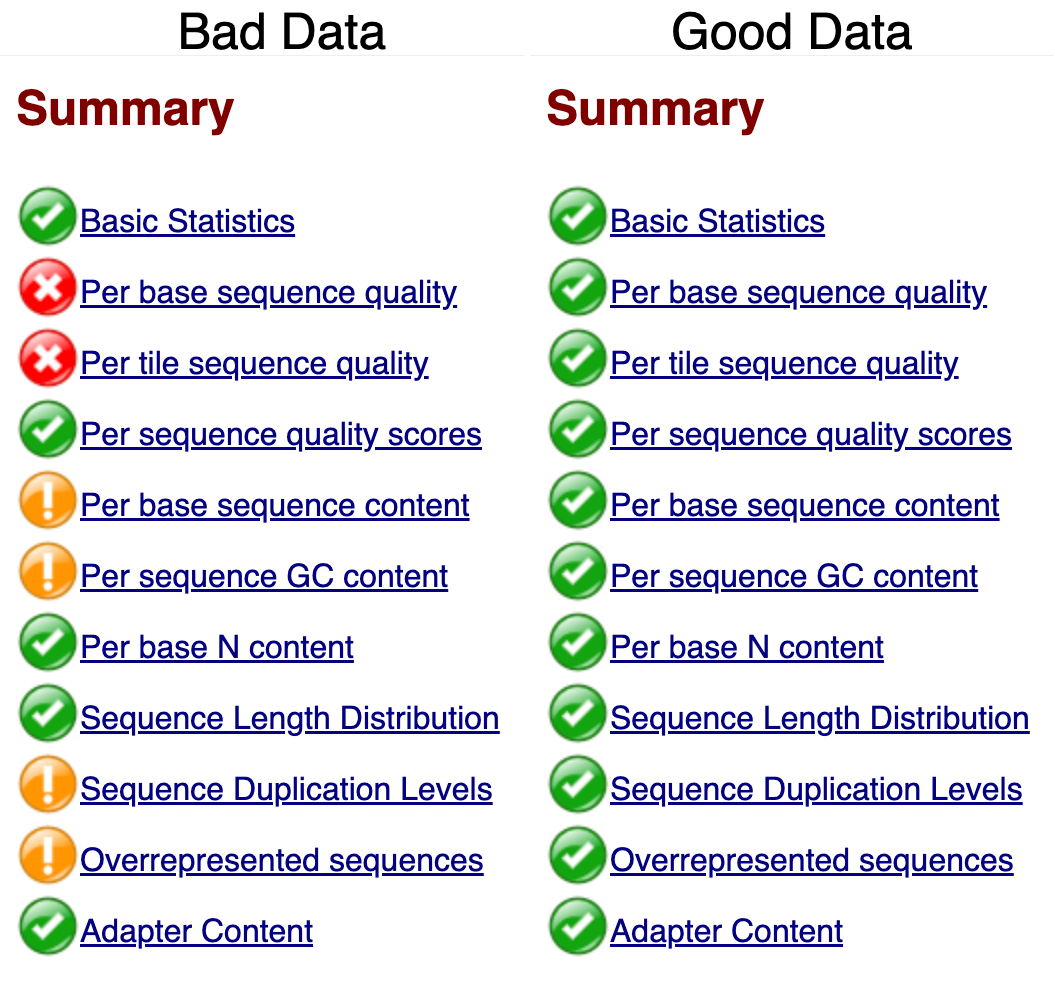 Bad Data
Summary
Basic Statistics
Per base sequence quality
Per tile sequence quality
Per sequence quality scores
Per base sequence content
Per sequence GC content
Per base N content
Sequence Length Distribution
Sequence Duplication Levels
Overrepresented sequences
Adapter Content
Good Data
Summary
Basic Statistics
Per base sequence quality
Per tile sequence quality
Per sequence quality scores
Per base sequence content
Per sequence GC content
Per base N content
Sequence Length Distribution
Sequence Duplication Levels
Overrepresented sequences
Adapter Content